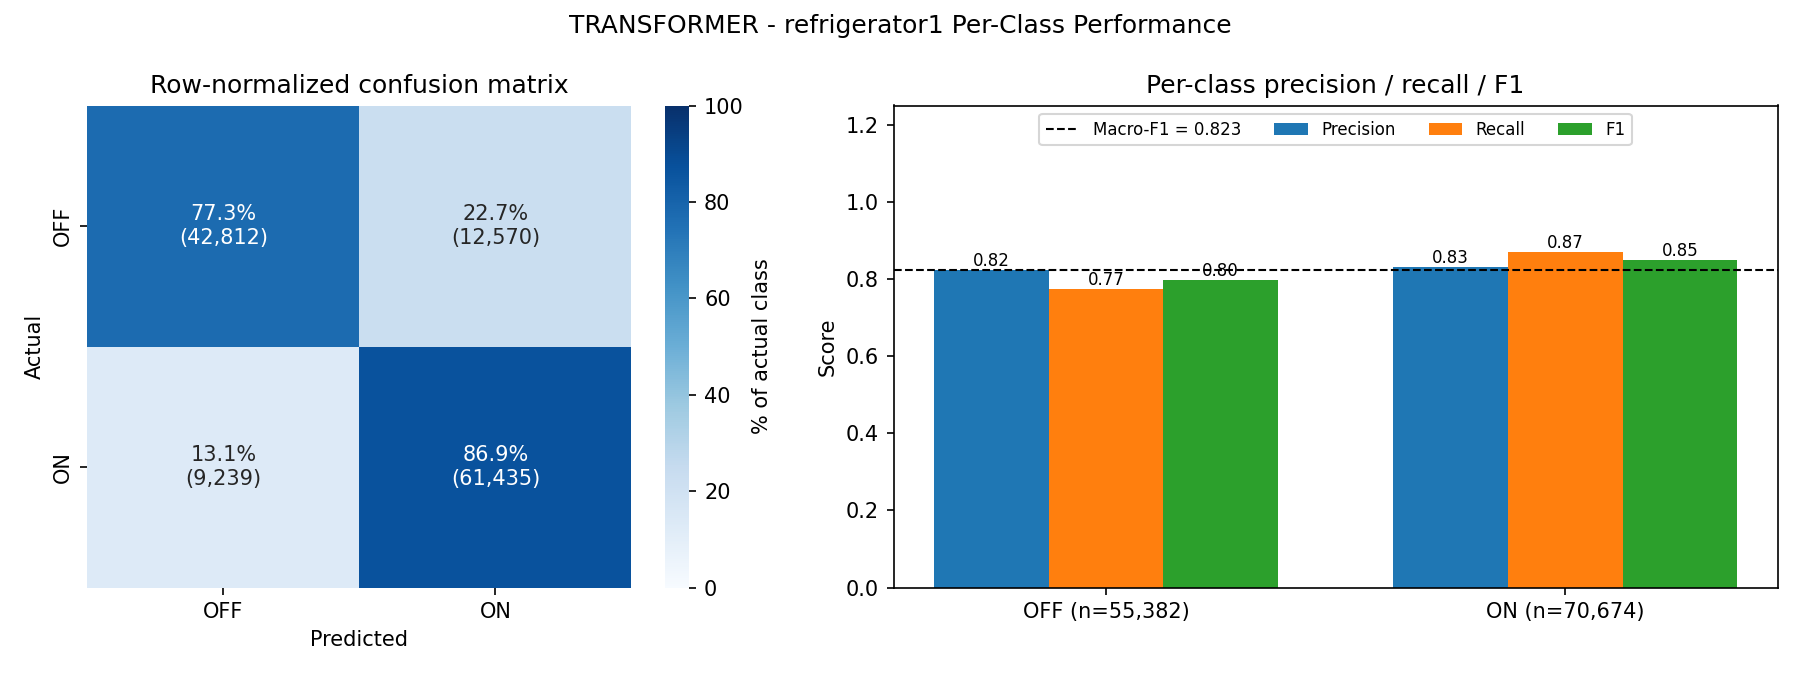 TRANSFORMER - refrigerator1 Per-Class Performance
Row-normalized confusion matrix
OFF
ON
Actual
77.3%
(42,812)
22.7%
(12,570)
13.1%
(9,239)
86.9%
(61,435)
OFF
ON
Predicted
100
80
60
40
20
0
% of actual class
Per-class precision / recall / F1
Macro-F1 = 0.823
Precision
Recall
F1
1.2
1.0
0.8
0.6
0.4
0.2
0.0
Score
0.82
0.77
0.80
0.83
0.87
0.85
OFF (n=55,382)
ON (n=70,674)